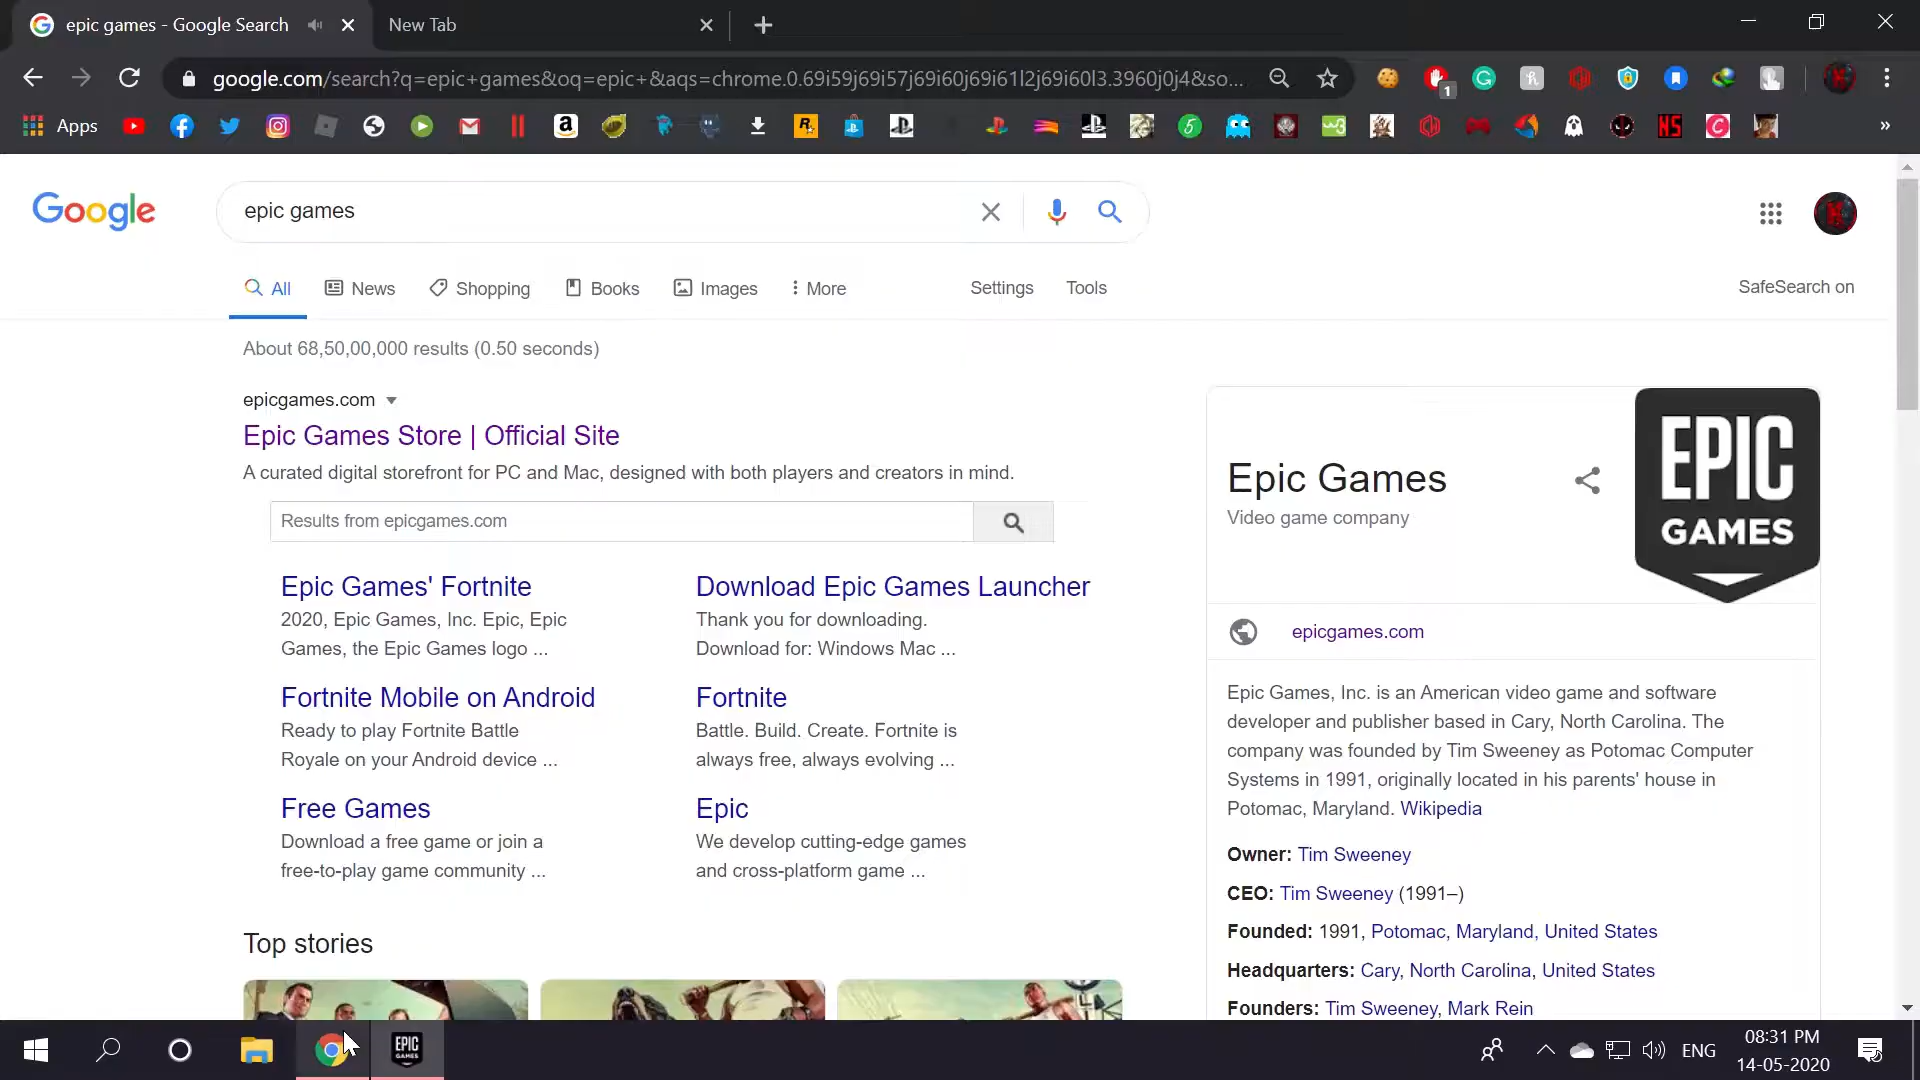 epic games - Google Search
New Tab
google.com/search?q=epic+games&oq=epic+&aqs=chrome.0.69i59j69i57j69i60j69i61l2j69i60l3.3960j0j4&so...
1
Apps
Google
epic games
All
News
Shopping
Books
Images
More
Settings
Tools
SafeSearch on
About 68,50,00,000 results (0.50 seconds)
epicgames.com
Epic Games Store | Official Site
A curated digital storefront for PC and Mac, designed with both players and creators in mind.
Results from epicgames.com
Epic Games' Fortnite
2020, Epic Games, Inc. Epic, Epic
Games, the Epic Games logo ...
Download Epic Games Launcher
Thank you for downloading.
Download for: Windows Mac ...
Fortnite Mobile on Android
Ready to play Fortnite Battle
Royale on your Android device ...
Fortnite
Battle. Build. Create. Fortnite is
always free, always evolving ...
Free Games
Download a free game or join a
free-to-play game community ...
Epic
We develop cutting-edge games
and cross-platform game ...
Top stories
Epic Games
Video game company
EPIC
GAMES
epicgames.com
Epic Games, Inc. is an American video game and software
developer and publisher based in Cary, North Carolina. The
company was founded by Tim Sweeney as Potomac Computer
Systems in 1991, originally located in his parents' house in
Potomac, Maryland. Wikipedia
Owner: Tim Sweeney
CEO: Tim Sweeney (1991–)
Founded: 1991, Potomac, Maryland, United States
Headquarters: Cary, North Carolina, United States
Founders: Tim Sweeney, Mark Rein
EPIC
GAMES
ENG
08:31 PM
14-05-2020